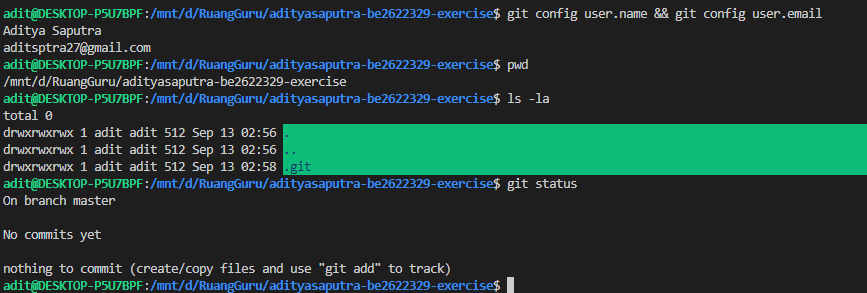 adit@DESKTOP-P5U7BPF:/mnt/d/RuangGuru/adityasaputra-be2622329-exercise$ git config user.name && git config user.email
Aditya Saputra
aditsptra27@gmail.com
adit@DESKTOP-P5U7BPF:/mnt/d/RuangGuru/adityasaputra-be2622329-exercise$ pwd
/mnt/d/RuangGuru/adityasaputra-be2622329-exercise
adit@DESKTOP-P5U7BPF:/mnt/d/RuangGuru/adityasaputra-be2622329-exercise$ ls -la
total 0
drwxrwxrwx 1 adit adit 512 Sep 13 02:56 .
drwxrwxrwx 1 adit adit 512 Sep 13 02:56 ..
drwxrwxrwx 1 adit adit 512 Sep 13 02:58 .git
adit@DESKTOP-P5U7BPF:/mnt/d/RuangGuru/adityasaputra-be2622329-exercise$ git status
On branch master
No commits yet
nothing to commit (create/copy files and use "git add" to track)
adit@DESKTOP-P5U7BPF:/mnt/d/RuangGuru/adityasaputra-be2622329-exercise$